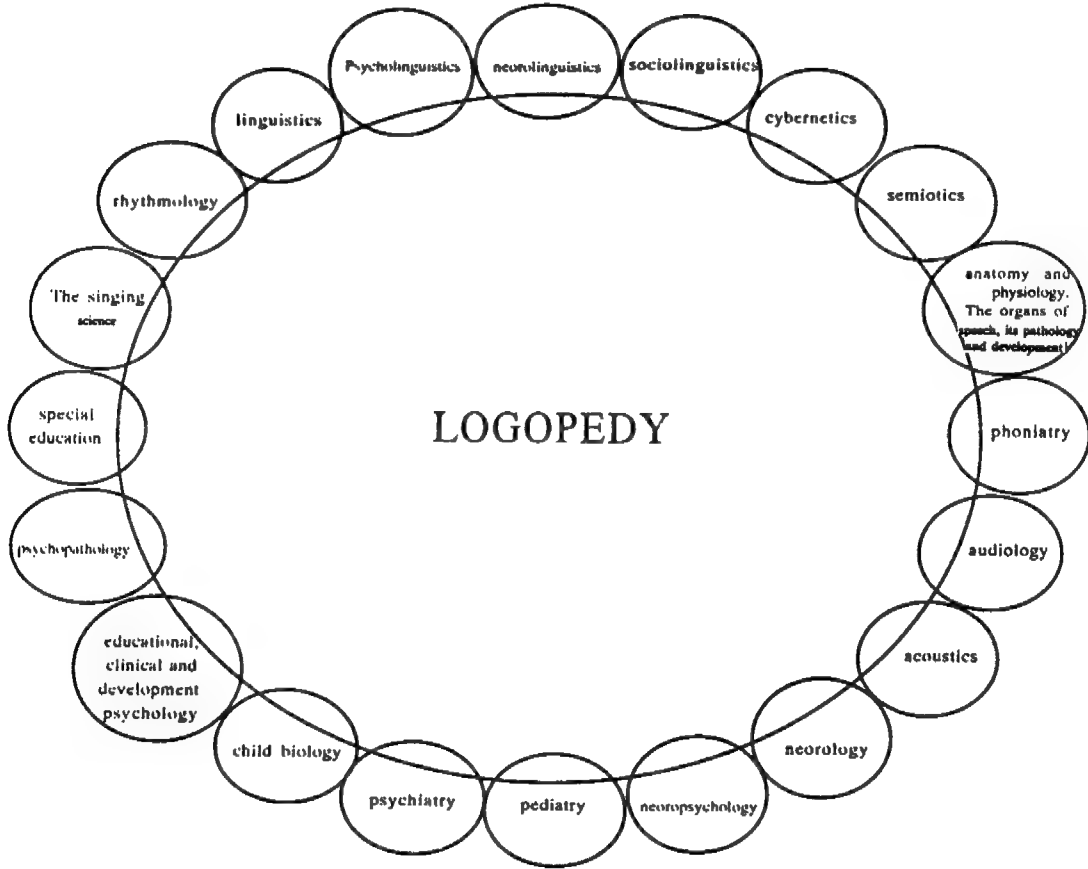 Psycholinguistics
neurolinguistics
sociolinguistics
cybernetics
semiotics
anatomy and
physiology.
The organs of
speech, its pathology
and development
phoniatry
audiology
acoustics
neorology
neoropsychology
pediatry
psychiatry
child biology
educational,
clinical and
development
psychology
psychopathology
special
education
The singing
science
rhythmology
linguistics
LOGOPEDY